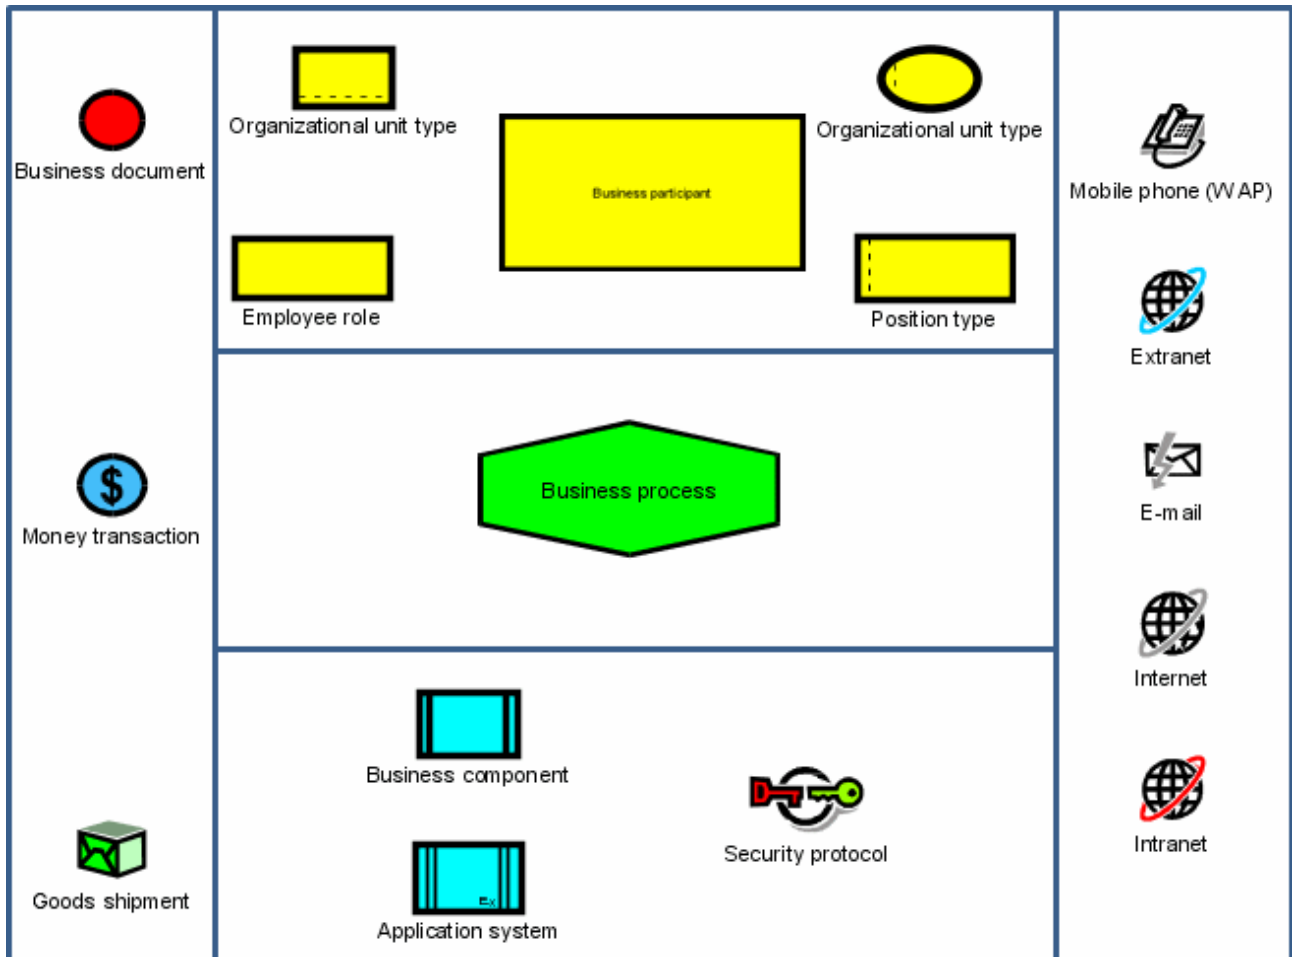 Business document
Money transaction
Goods shipment
Organizational unit type
Organizational unit type
Business participant
Employee role
Position type
Business process
Business component
Application system
Security protocol
Mobile phone (WAP)
Extranet
E-mail
Internet
Intranet
$
Ex